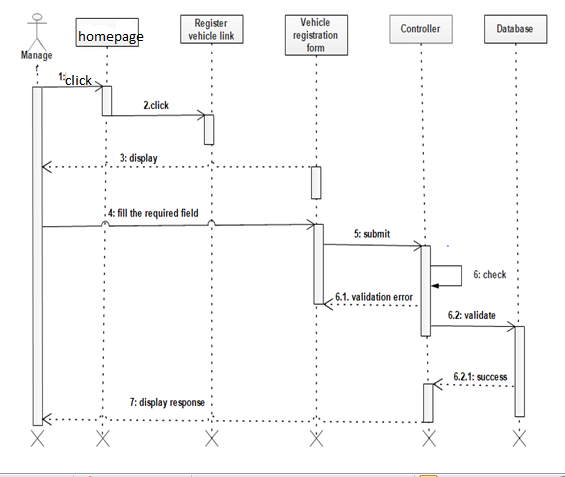 Manage
homepage
Register
vehicle link
Vehicle
registration
form
Controller
Database
1:click
2.click
3: display
4: fill the required field
5: submit
6: check
6.1. validation error
6.2: validate
6.2.1: success
7: display response